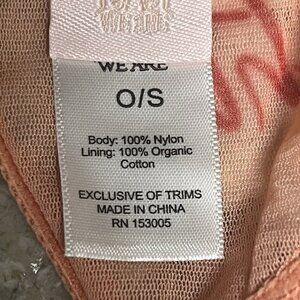 WE ARE
O/S
Body: 100% Nylon
Lining: 100% Organic
Cotton
EXCLUSIVE OF TRIMS
MADE IN CHINA
RN 153005